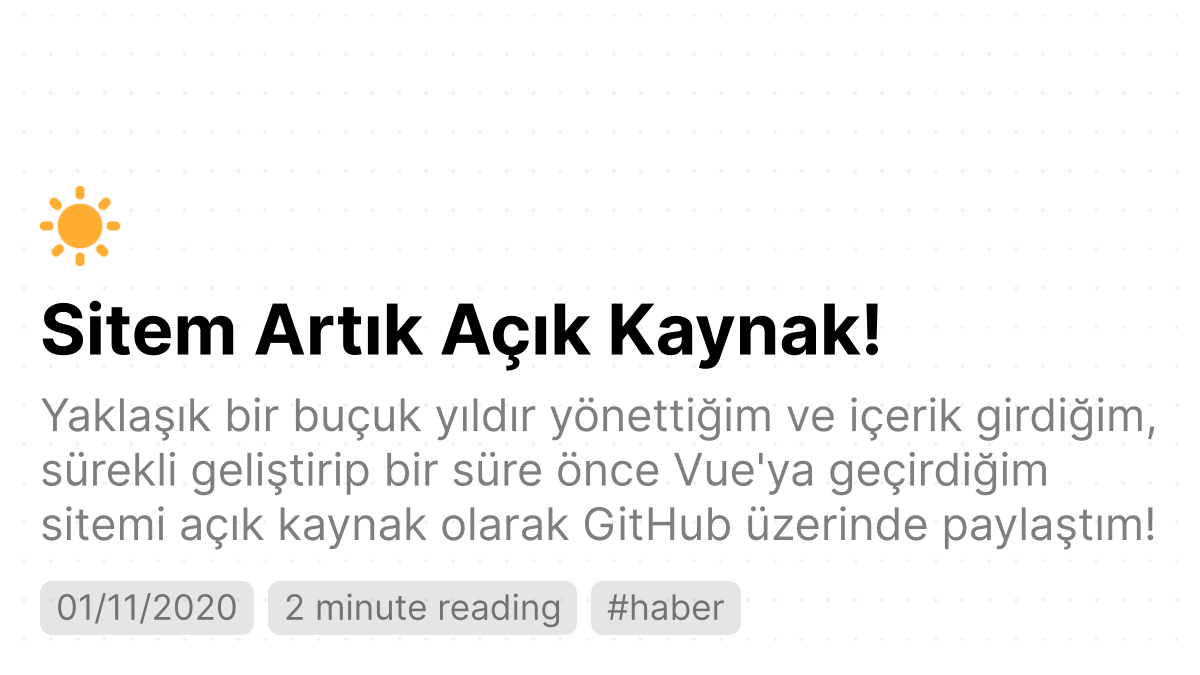 Sitem Artık Açık Kaynak!
Yaklaşık bir buçuk yıldır yönettiğim ve içerik girdiğim,
sürekli geliştirip bir süre önce Vue'ya geçirdiğim
sitemi açık kaynak olarak GitHub üzerinde paylaştım!
01/11/2020 2 minute reading #haber